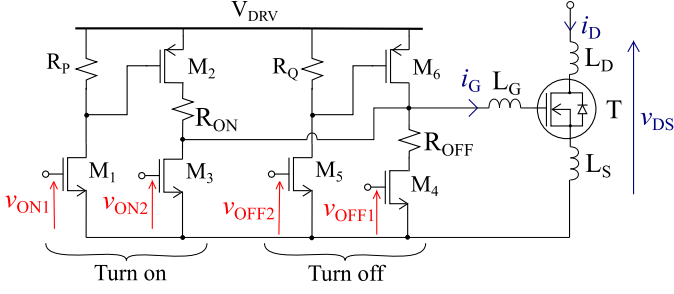 V_DRV
i_D
R_P
M_2
R_Q
M_6
L_D
i_G
L_G
R_ON
T
v_DS
R_OFF
M_1
M_3
M_5
M_4
L_S
v_ON1
v_ON2
v_OFF2
v_OFF1
Turn on
Turn off